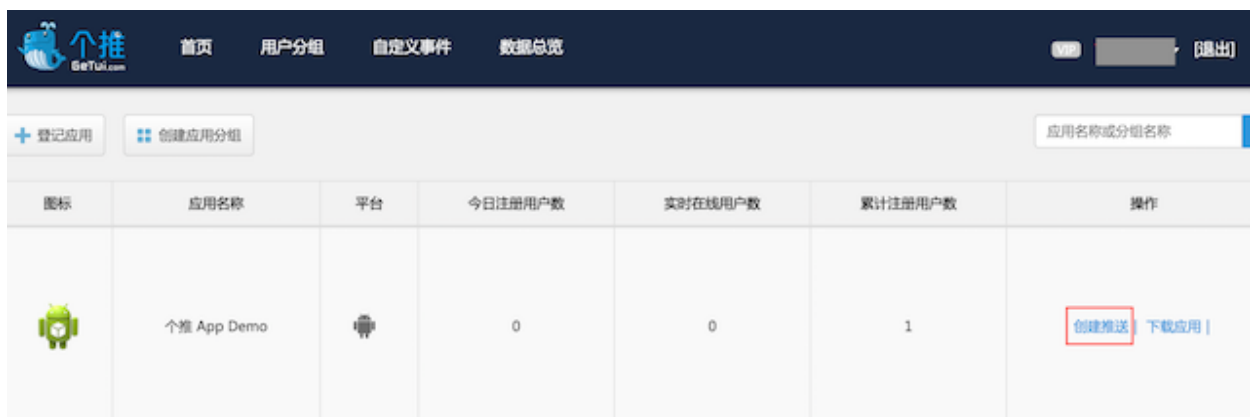 个推 GeTui.com 首页 用户分组 自定义事件 数据总览 VIP [退出]
登记应用 创建应用分组 应用名称或分组名称
图标 应用名称 平台 今日注册用户数 实时在线用户数 累计注册用户数 操作
个推 App Demo 0 0 1 创建推送 | 下载应用 |